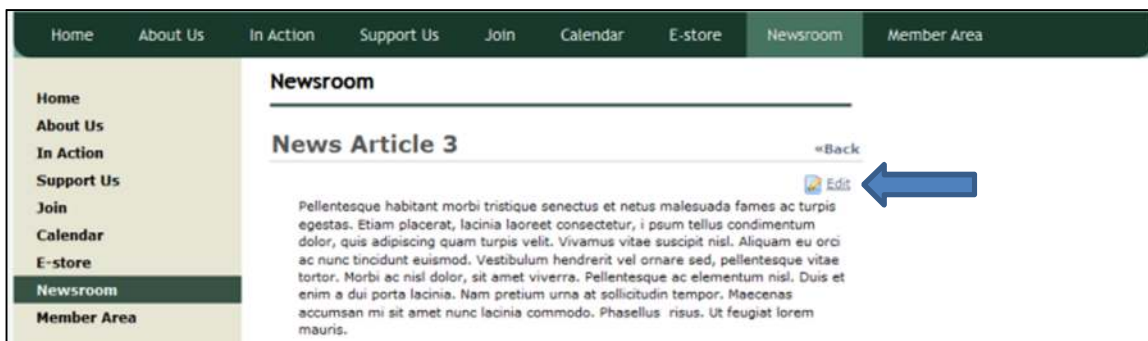 Home About Us In Action Support Us Join Calendar E-store Newsroom Member Area
Home
About Us
In Action
Support Us
Join
Calendar
E-store
Newsroom
Member Area
Newsroom
News Article 3
«Back
Edit
Pellentesque habitant morbi tristique senectus et netus malesuada fames ac turpis
egestas. Etiam placerat, lacinia laoreet consectetur, i psum tellus condimentum
dolor, quis adipiscing quam turpis velit. Vivamus vitae suscipit nisl. Aliquam eu orci
ac nunc tincidunt euismod. Vestibulum hendrerit vel ornare sed, pellentesque vitae
tortor. Morbi ac nisl dolor, sit amet viverra. Pellentesque ac elementum nisl. Duis et
enim a dui porta lacinia. Nam pretium urna at sollicitudin tempor. Maecenas
accumsan mi sit amet nunc lacinia commodo. Phasellus risus. Ut feugiat lorem
mauris.